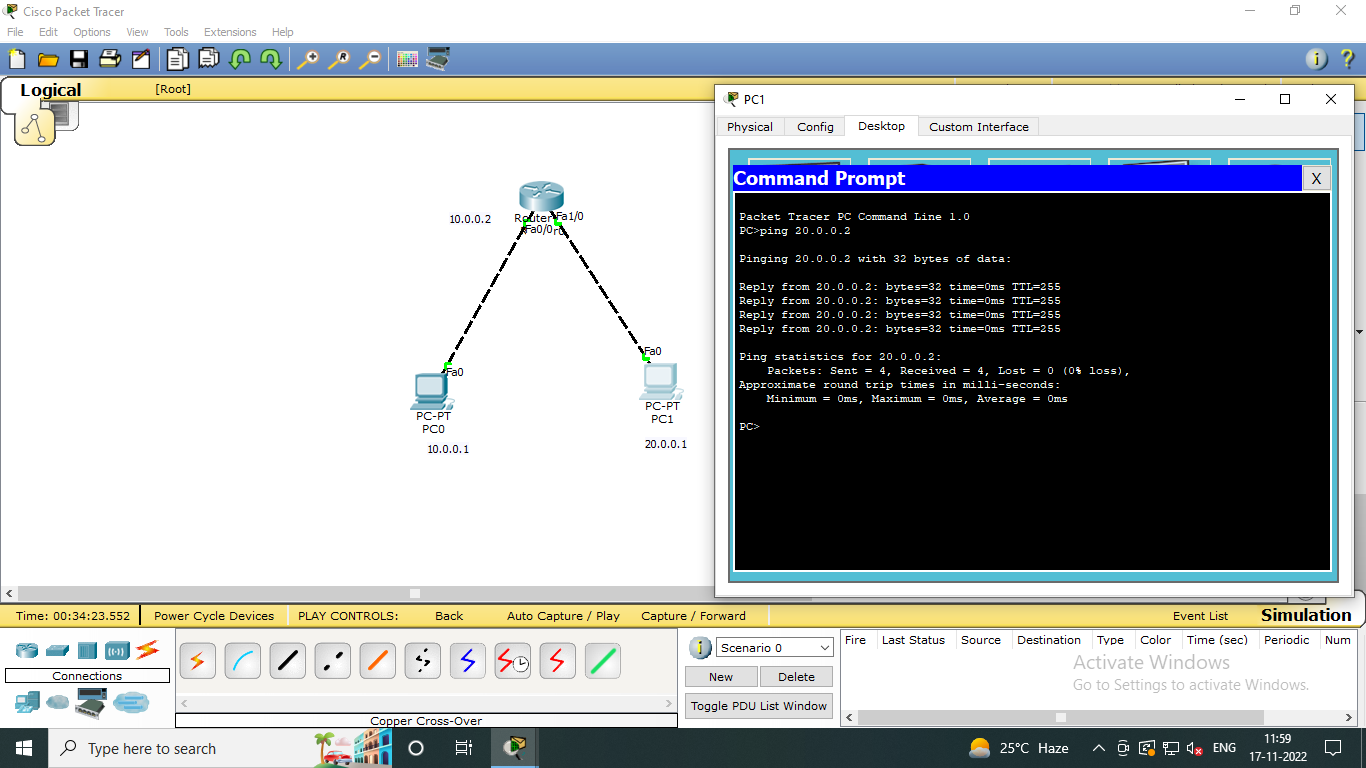 Cisco Packet Tracer
File Edit Options View Tools Extensions Help
Logical
[Root]
10.0.0.2
Router
Fa1/0
Fa0/0
Fa0
PC-PT
PC0
10.0.0.1
Fa0
PC-PT
PC1
20.0.0.1
PC1
Physical Config Desktop Custom Interface
Command Prompt
X
Packet Tracer PC Command Line 1.0
PC>ping 20.0.0.2
Pinging 20.0.0.2 with 32 bytes of data:
Reply from 20.0.0.2: bytes=32 time=0ms TTL=255
Reply from 20.0.0.2: bytes=32 time=0ms TTL=255
Reply from 20.0.0.2: bytes=32 time=0ms TTL=255
Reply from 20.0.0.2: bytes=32 time=0ms TTL=255
Ping statistics for 20.0.0.2:
Packets: Sent = 4, Received = 4, Lost = 0 (0% loss),
Approximate round trip times in milli-seconds:
Minimum = 0ms, Maximum = 0ms, Average = 0ms
PC>
Time: 00:34:23.552 Power Cycle Devices PLAY CONTROLS: Back Auto Capture / Play Capture / Forward Event List Simulation
Connections
Copper Cross-Over
Scenario 0
New Delete
Toggle PDU List Window
Fire Last Status Source Destination Type Color Time (sec) Periodic Num
Activate Windows
Go to Settings to activate Windows.
Type here to search
25°C Haze
ENG
11:59
17-11-2022